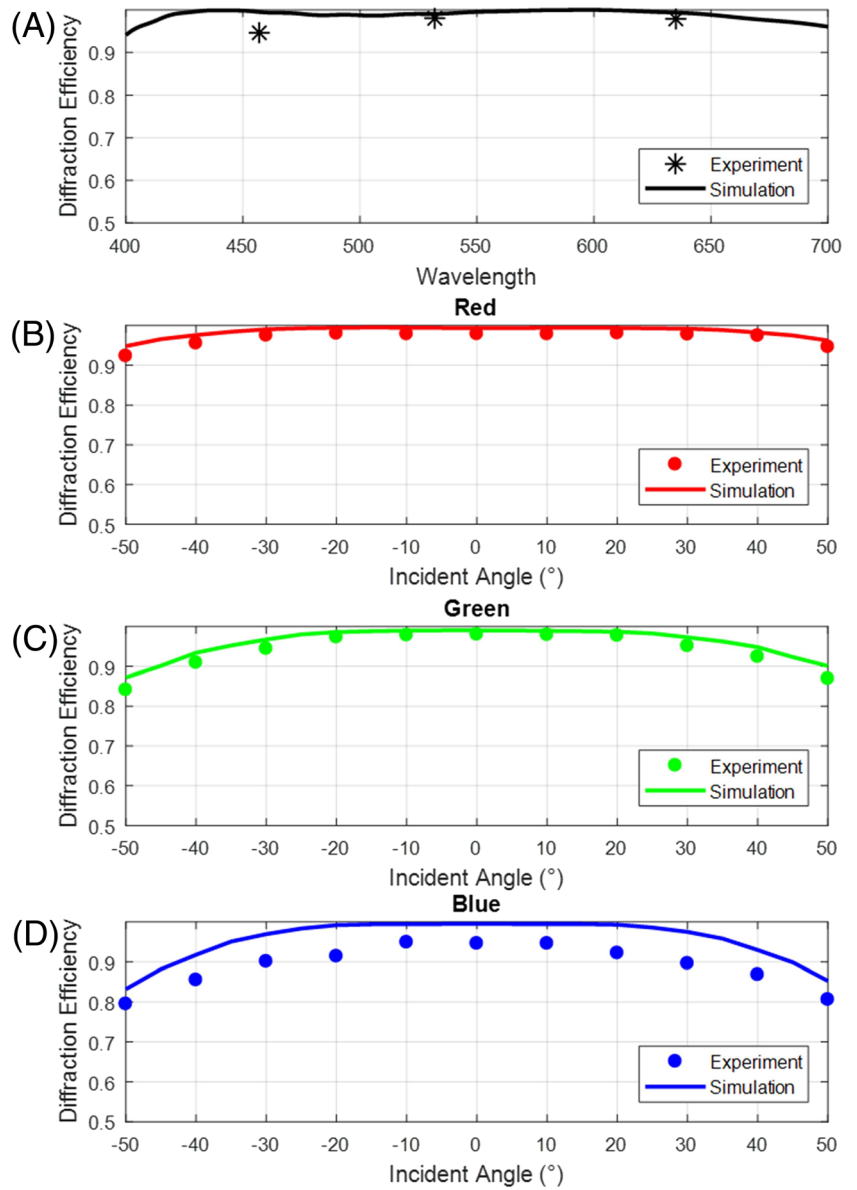 (A)
Diffraction Efficiency
0.9
0.8
0.7
0.6
0.5
400 450 500 550 600 650 700
Wavelength
Experiment
Simulation
(B)
Red
Diffraction Efficiency
0.9
0.8
0.7
0.6
0.5
-50 -40 -30 -20 -10 0 10 20 30 40 50
Incident Angle (°)
Experiment
Simulation
(C)
Green
Diffraction Efficiency
0.9
0.8
0.7
0.6
0.5
-50 -40 -30 -20 -10 0 10 20 30 40 50
Incident Angle (°)
Experiment
Simulation
(D)
Blue
Diffraction Efficiency
0.9
0.8
0.7
0.6
0.5
-50 -40 -30 -20 -10 0 10 20 30 40 50
Incident Angle (°)
Experiment
Simulation